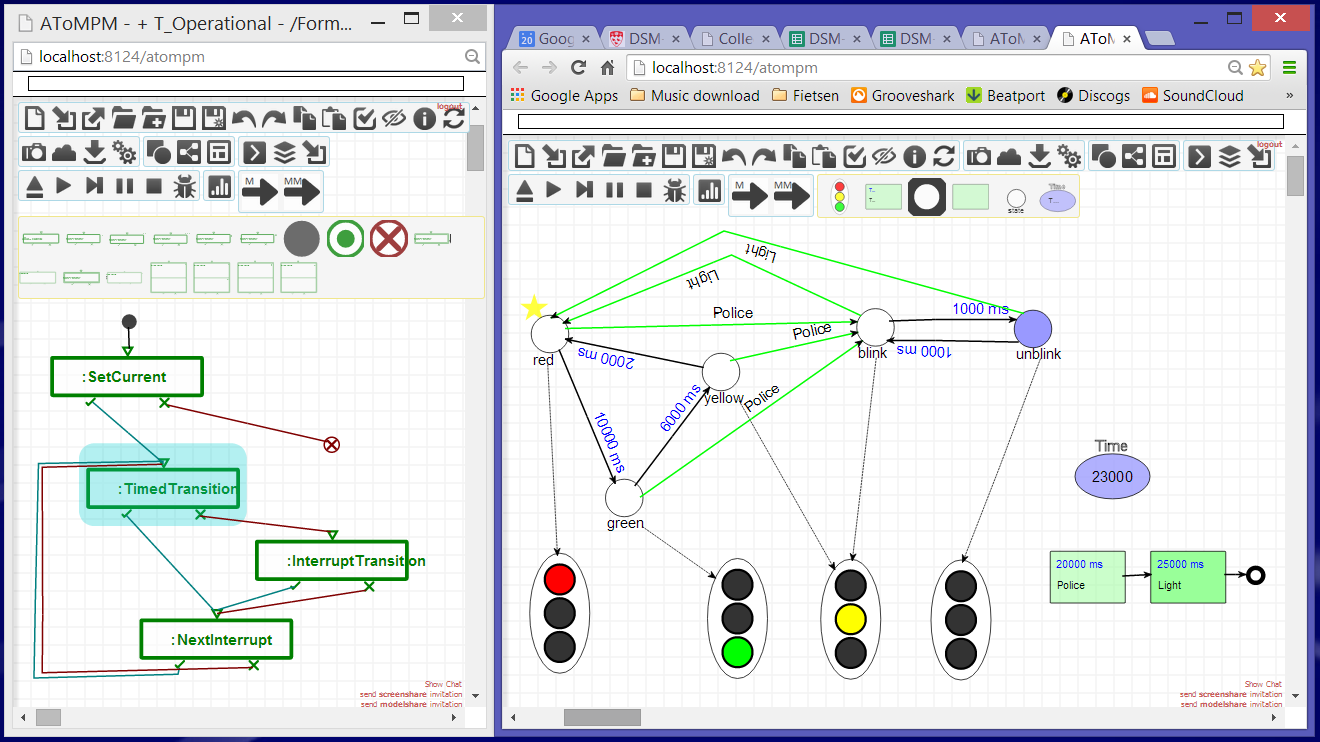 AToMPM - + T_Operational - /Form...
localhost:8124/atompm
logout
M
MM
:SetCurrent
:TimedTransition
:InterruptTransition
:NextInterrupt
Show Chat
send screenshare invitation
send modelshare invitation
20
Goog
DSM-
Colle
DSM-
DSM-
AToM
AToM
localhost:8124/atompm
Google Apps
Music download
Fietsen
Grooveshark
Beatport
Discogs
SoundCloud
»
logout
M
MM
T...
T...
state
Time
T....
Light
Light
Police
1000 ms
Police
1000 ms
red
2000 ms
blink
unblink
yellow
Police
6000 ms
10000 ms
green
Time
23000
20000 ms
Police
25000 ms
Light
Show Chat
send screenshare invitation
send modelshare invitation